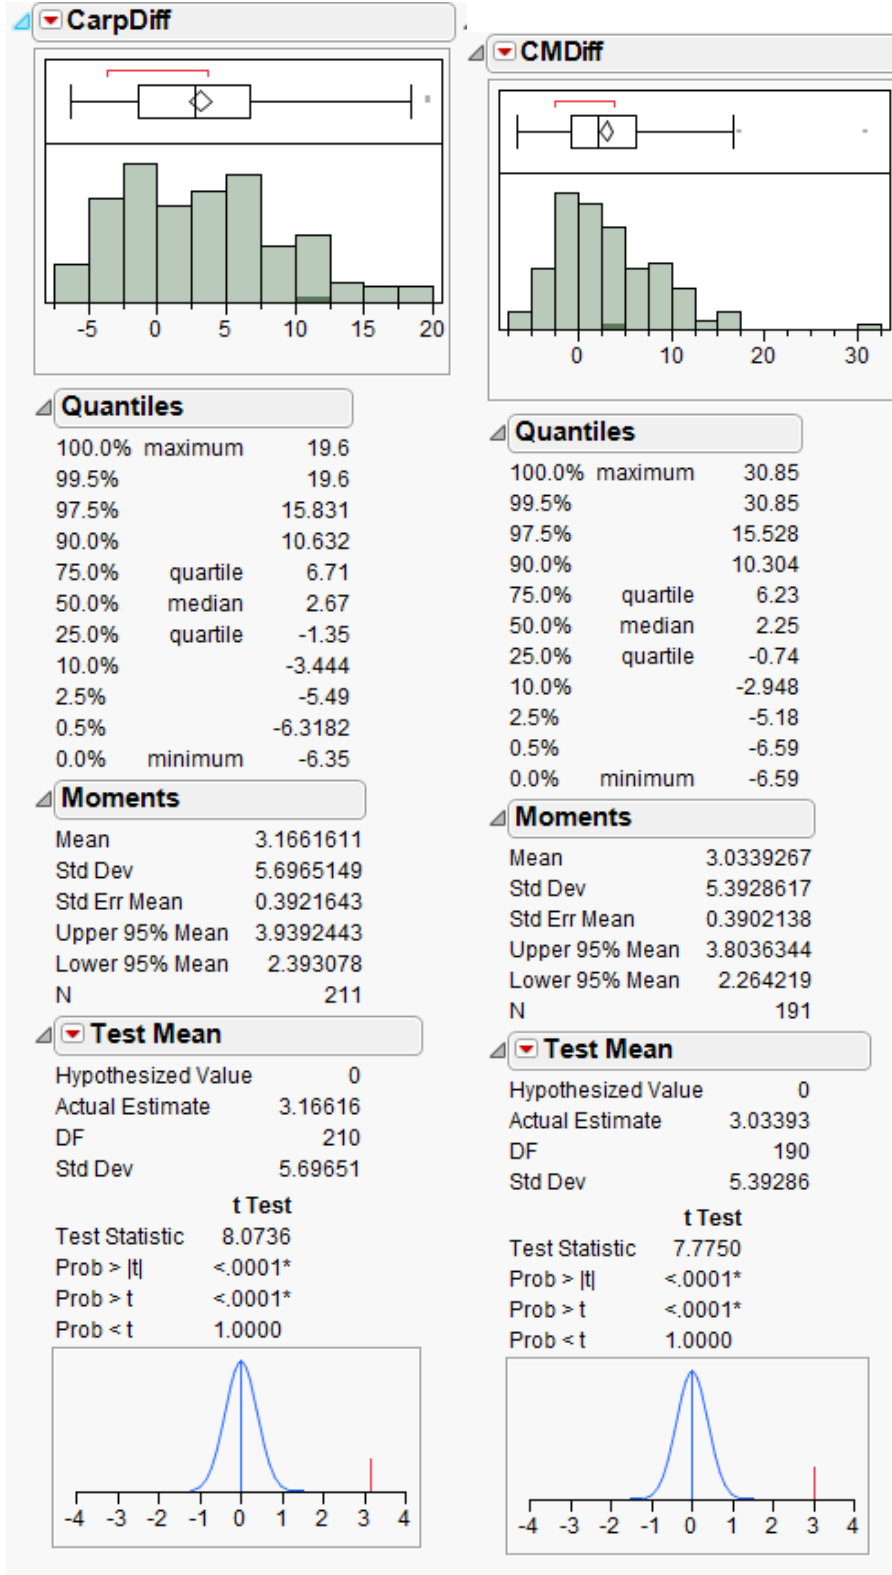 CarpDiff
-5 0 5 10 15 20
Quantiles
100.0% maximum 19.6
99.5% 19.6
97.5% 15.831
90.0% 10.632
75.0% quartile 6.71
50.0% median 2.67
25.0% quartile -1.35
10.0% -3.444
2.5% -5.49
0.5% -6.3182
0.0% minimum -6.35
Moments
Mean 3.1661611
Std Dev 5.6965149
Std Err Mean 0.3921643
Upper 95% Mean 3.9392443
Lower 95% Mean 2.393078
N 211
Test Mean
Hypothesized Value 0
Actual Estimate 3.16616
DF 210
Std Dev 5.69651
t Test
Test Statistic 8.0736
Prob > |t| <.0001*
Prob > t <.0001*
Prob < t 1.0000
-4 -3 -2 -1 0 1 2 3 4
CMDiff
0 10 20 30
Quantiles
100.0% maximum 30.85
99.5% 30.85
97.5% 15.528
90.0% 10.304
75.0% quartile 6.23
50.0% median 2.25
25.0% quartile -0.74
10.0% -2.948
2.5% -5.18
0.5% -6.59
0.0% minimum -6.59
Moments
Mean 3.0339267
Std Dev 5.3928617
Std Err Mean 0.3902138
Upper 95% Mean 3.8036344
Lower 95% Mean 2.264219
N 191
Test Mean
Hypothesized Value 0
Actual Estimate 3.03393
DF 190
Std Dev 5.39286
t Test
Test Statistic 7.7750
Prob > |t| <.0001*
Prob > t <.0001*
Prob < t 1.0000
-4 -3 -2 -1 0 1 2 3 4